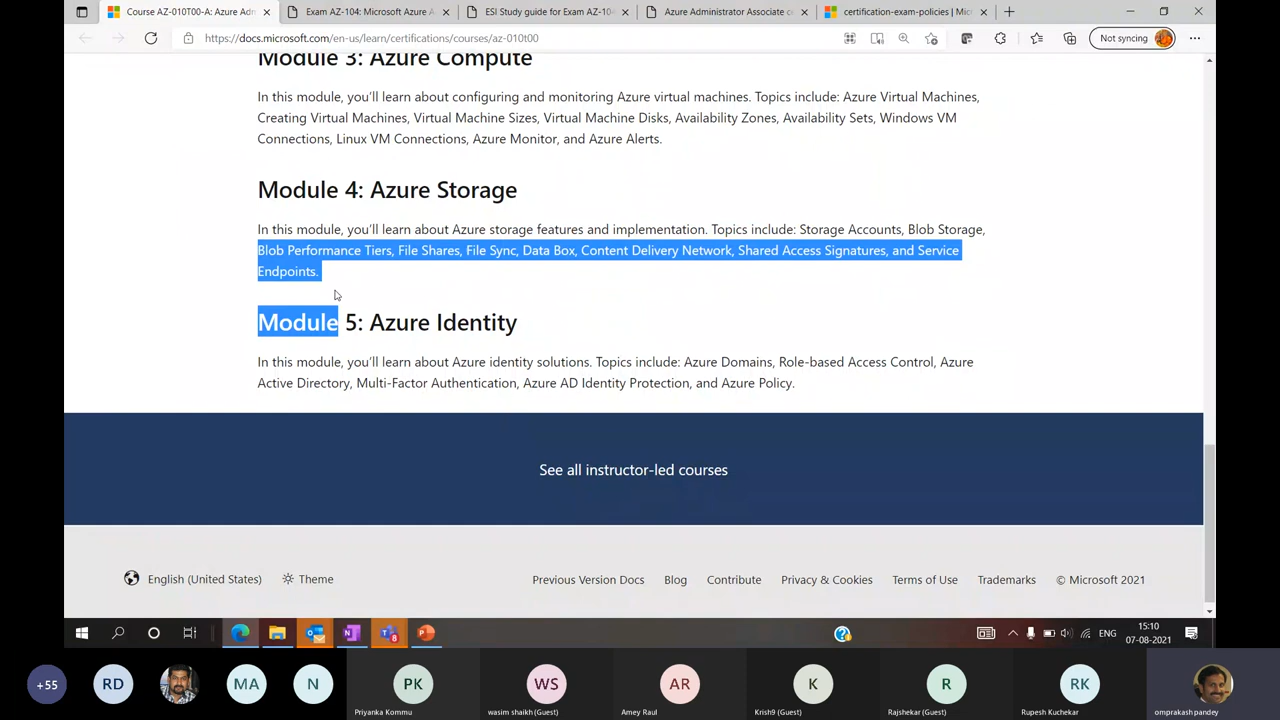 Course AZ-010T00-A: Azure Adm
Exam AZ-104: Microsoft Azure A
ESI Study guide for Exam AZ-104
Azure Administrator Associate ce
certification-exam-policies | Mic
https://docs.microsoft.com/en-us/learn/certifications/courses/az-010t00
Not syncing
Module 3: Azure Compute
In this module, you'll learn about configuring and monitoring Azure virtual machines. Topics include: Azure Virtual Machines,
Creating Virtual Machines, Virtual Machine Sizes, Virtual Machine Disks, Availability Zones, Availability Sets, Windows VM
Connections, Linux VM Connections, Azure Monitor, and Azure Alerts.
Module 4: Azure Storage
In this module, you'll learn about Azure storage features and implementation. Topics include: Storage Accounts, Blob Storage,
Blob Performance Tiers, File Shares, File Sync, Data Box, Content Delivery Network, Shared Access Signatures, and Service
Endpoints.
Module 5: Azure Identity
In this module, you'll learn about Azure identity solutions. Topics include: Azure Domains, Role-based Access Control, Azure
Active Directory, Multi-Factor Authentication, Azure AD Identity Protection, and Azure Policy.
See all instructor-led courses
English (United States)
Theme
Previous Version Docs
Blog
Contribute
Privacy & Cookies
Terms of Use
Trademarks
© Microsoft 2021
8
ENG
15:10
07-08-2021
+55
RD
MA
N
PK
WS
AR
K
R
RK
Priyanka Kommu
wasim shaikh (Guest)
Amey Raul
Krish9 (Guest)
Rajshekar (Guest)
Rupesh Kuchekar
omprakash pandey